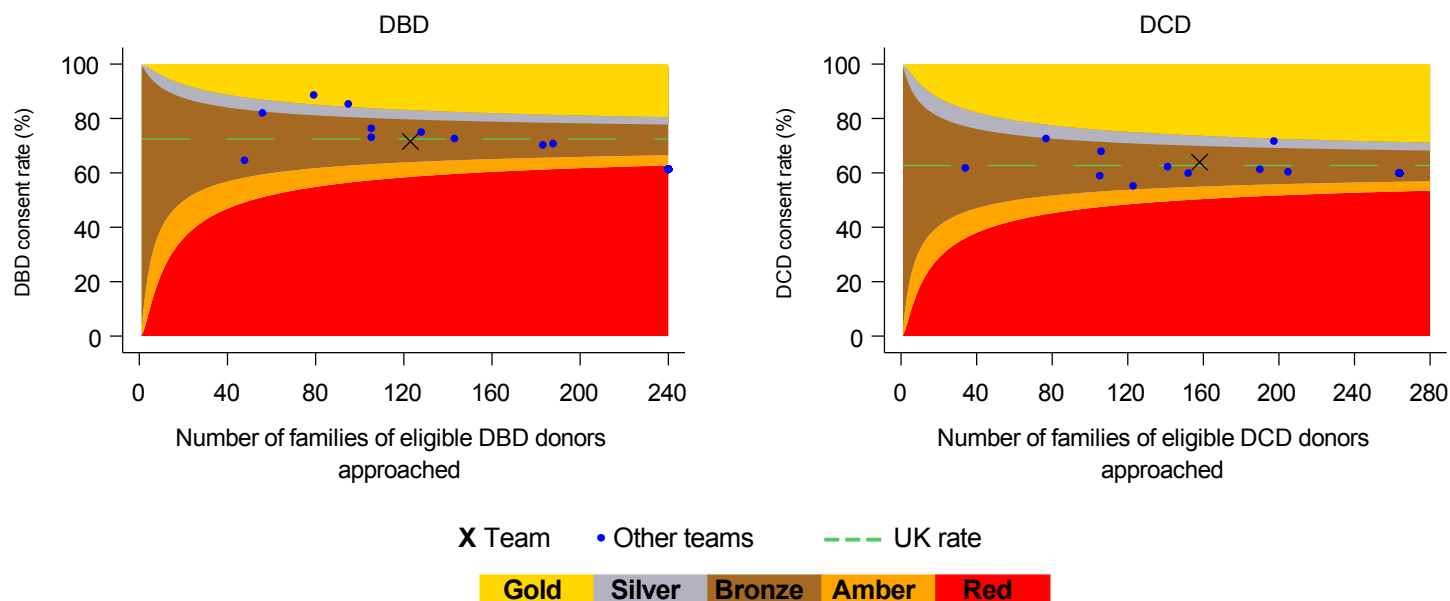 DBD
DBD consent rate (%)
100
80
60
40
20
0
0 40 80 120 160 200 240
Number of families of eligible DBD donors
approached
DCD
DCD consent rate (%)
100
80
60
40
20
0
0 40 80 120 160 200 240 280
Number of families of eligible DCD donors
approached
X Team Other teams UK rate
Gold Silver Bronze Amber Red